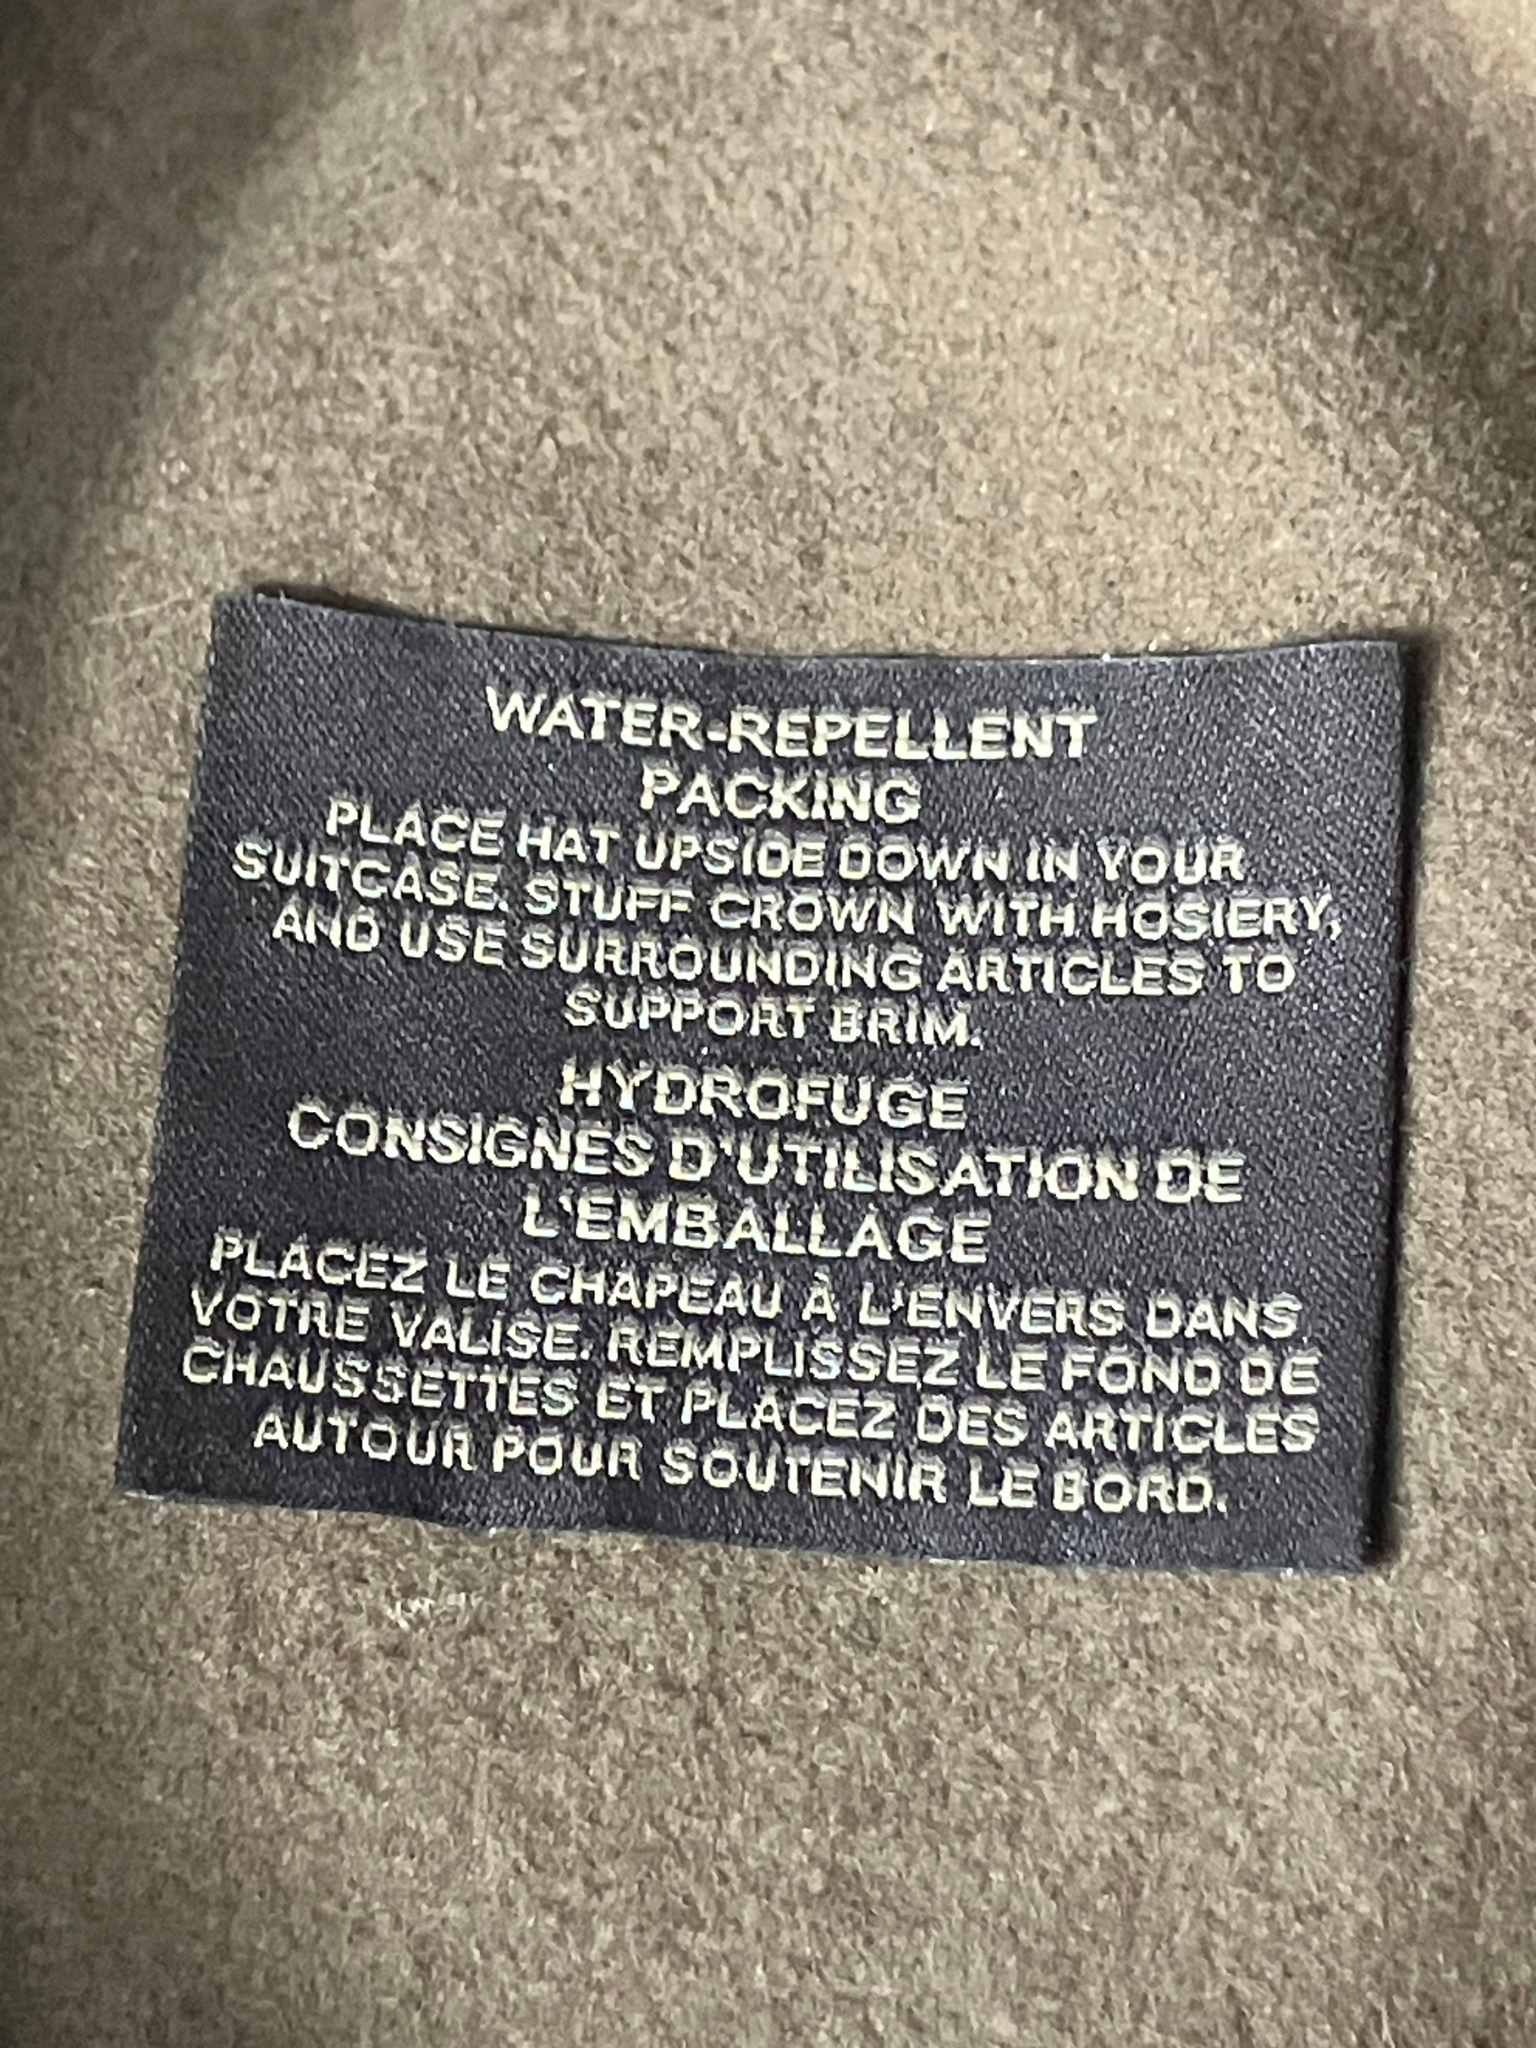 WATER-REPELLENT
PACKING
PLACE HAT UPSIDE DOWN IN YOUR
SUITCASE. STUFF CROWN WITH HOSIERY,
AND USE SURROUNDING ARTICLES TO
SUPPORT BRIM.
HYDROFUGE
CONSIGNES D'UTILISATION DE
L'EMBALLAGE
PLACEZ LE CHAPEAU À L'ENVERS DANS
VOTRE VALISE. REMPLISSEZ LE FOND DE
CHAUSSETTES ET PLACEZ DES ARTICLES
AUTOUR POUR SOUTENIR LE BORD.